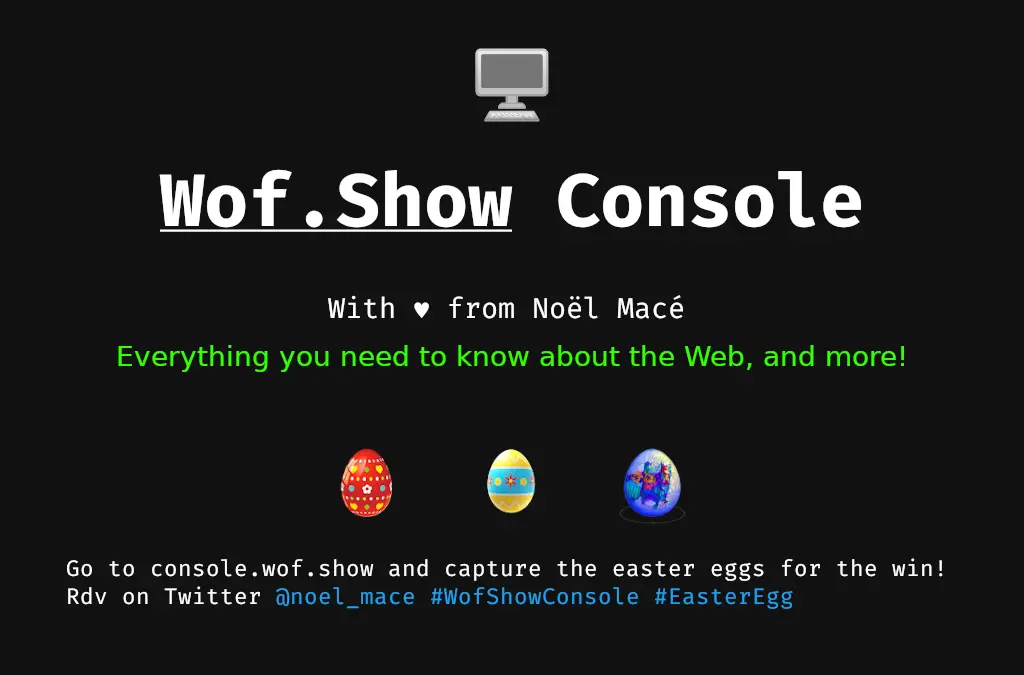 Wof.Show Console
With ♥ from Noël Macé
Everything you need to know about the Web, and more!
Go to console.wof.show and capture the easter eggs for the win!
Rdv on Twitter @noel_mace #WofShowConsole #EasterEgg